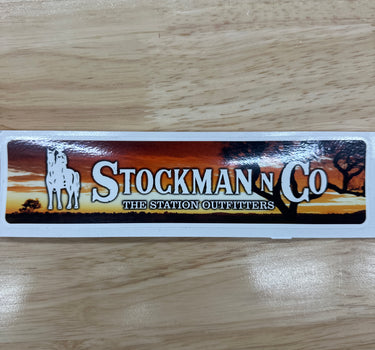 STOCKMAN N CO
THE STATION OUTFITTERS